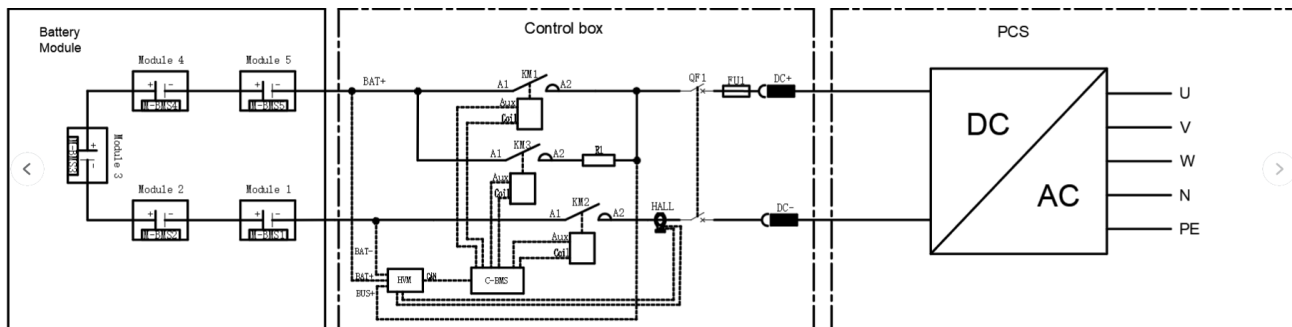 Battery
Module
Control box
PCS
Module 4
Module 5
+ -
M-BMS4
+ -
M-BMS5
BAT+
A1
KM1
A2
Aux
Coil
QF1
FU1
DC+
Module 3
M-BMS3
+
-
A1
KM3
A2
R1
Aux
Coil
DC
AC
U
V
W
N
PE
Module 2
Module 1
+ -
M-BMS2
+ -
M-BMS1
A1
KM2
A2
HALL
DC-
Aux
Coil
BAT-
BAT+
BUS+
HVM
C-BMS